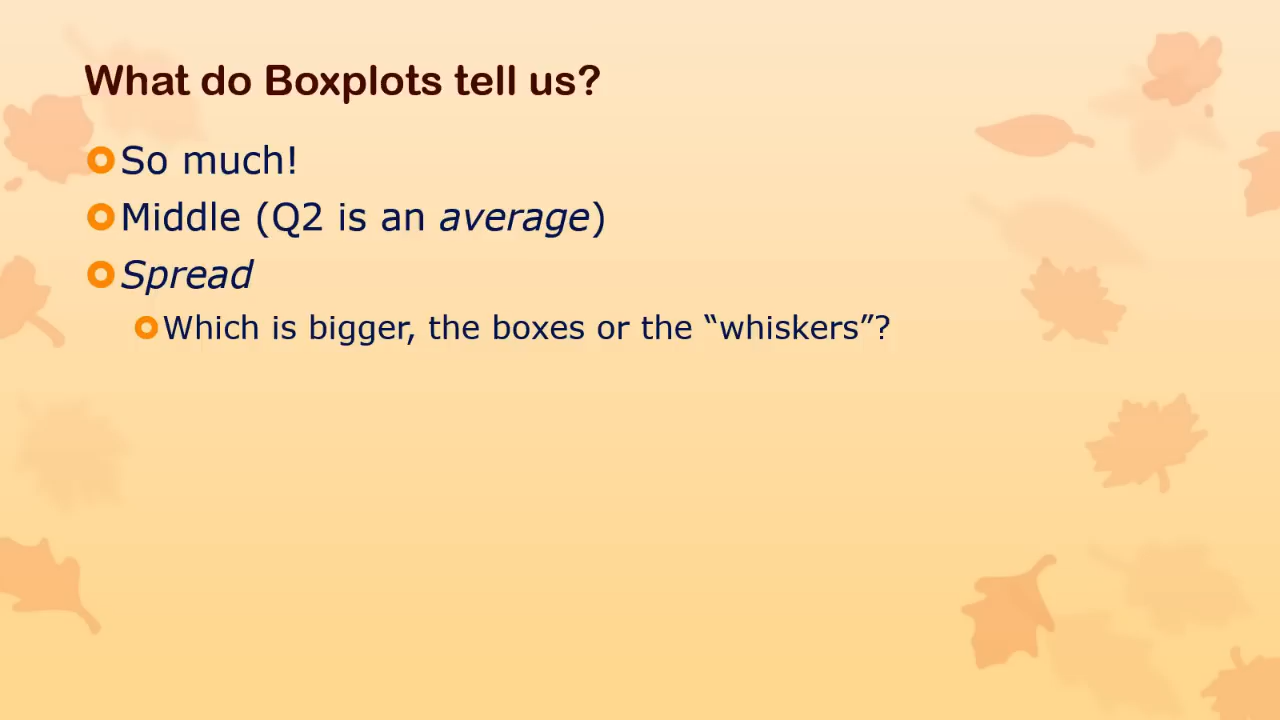 What do Boxplots tell us?
So much!
Middle (Q2 is an average)
Spread
Which is bigger, the boxes or the “whiskers”?